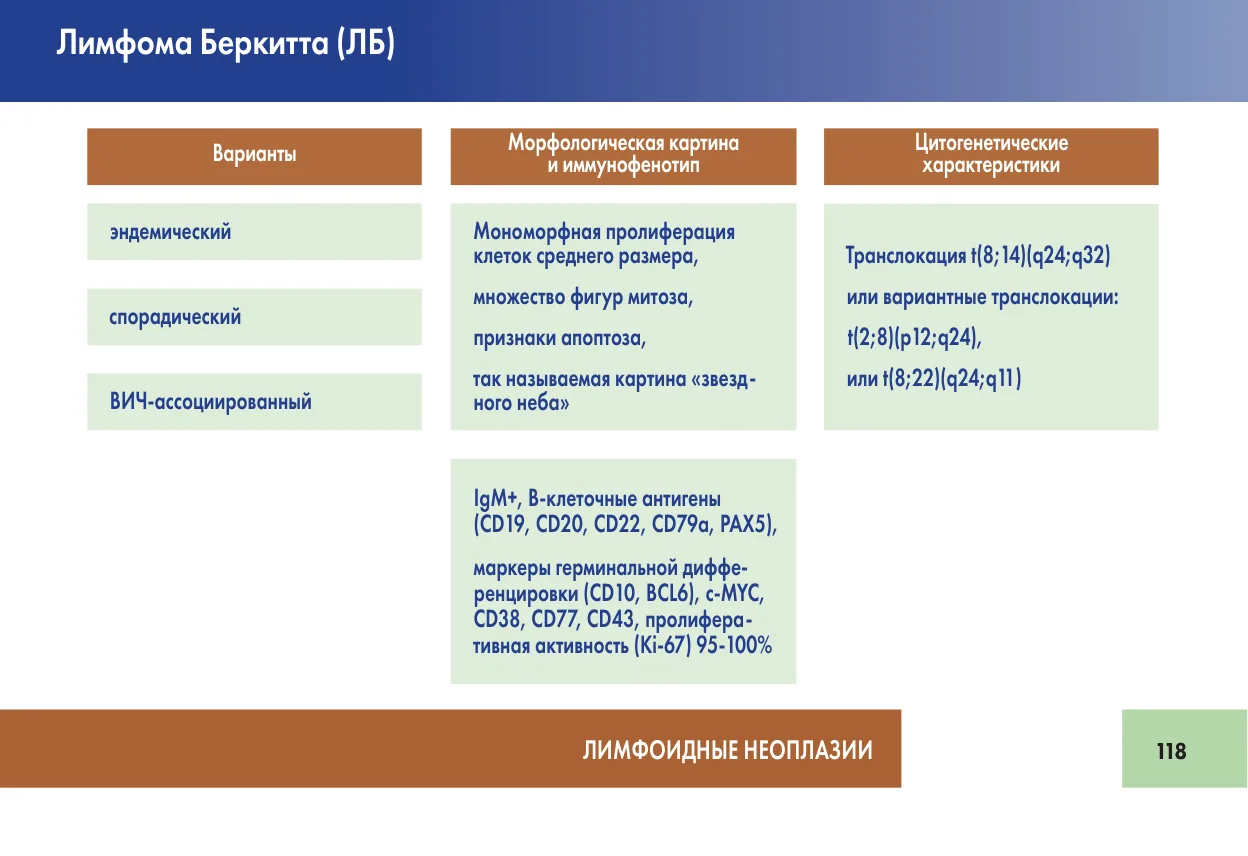 Лимфома Беркитта (ЛБ)
Варианты
эндемический
спорадический
ВИЧ-ассоциированный
Морфологическая картина
и иммунофенотип
Мономорфная пролиферация
клеток среднего размера,
множество фигур митоза,
признаки апоптоза,
так называемая картина «звезд-
ного неба»
IgM+, В-клеточные антигены
(CD19, CD20, CD22, CD79a, PAX5),
маркеры герминальной диффе-
ренцировки (CD10, BCL6), c-MYC,
CD38, CD77, CD43, пролифера-
тивная активность (Ki-67) 95-100%
Цитогенетические
характеристики
Транслокация t(8;14)(q24;q32)
или вариантные транслокации:
t(2;8)(p12;q24),
или t(8;22)(q24;q11)
ЛИМФОИДНЫЕ НЕОПЛАЗИИ
118